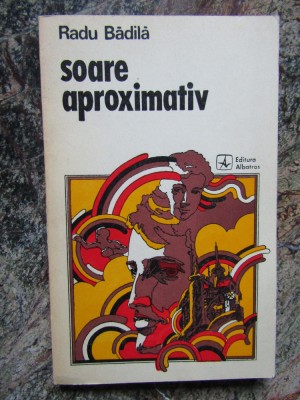 Radu Bădilă
soare
aproximativ
Editura
Albatros